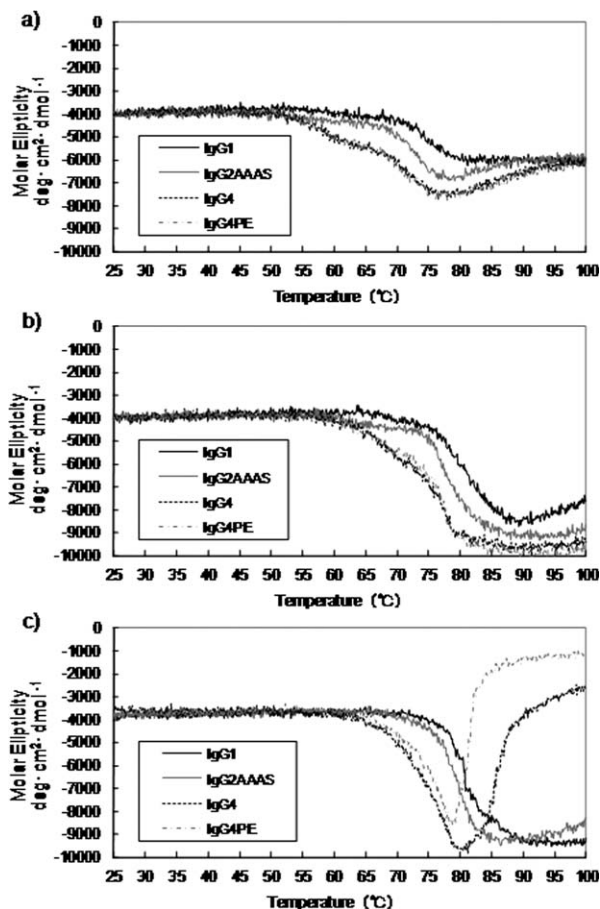 a)
0
-1000
-2000
-3000
-4000
-5000
-6000
-7000
-8000
-9000
-10000
Molar Elipticity
deg· cm²· dmol⁻¹
IgG1
IgG2AAAS
IgG4
IgG4PE
25 30 35 40 45 50 55 60 65 70 75 80 85 90 95 100
Temperature (℃)
b)
0
-1000
-2000
-3000
-4000
-5000
-6000
-7000
-8000
-9000
-10000
Molar Elipticity
deg· cm²· dmol⁻¹
IgG1
IgG2AAAS
IgG4
IgG4PE
25 30 35 40 45 50 55 60 65 70 75 80 85 90 95 100
Temperature (℃)
c)
0
-1000
-2000
-3000
-4000
-5000
-6000
-7000
-8000
-9000
-10000
Molar Elipticity
deg· cm²· dmol⁻¹
IgG1
IgG2AAAS
IgG4
IgG4PE
25 30 35 40 45 50 55 60 65 70 75 80 85 90 95 100
Temperature (℃)